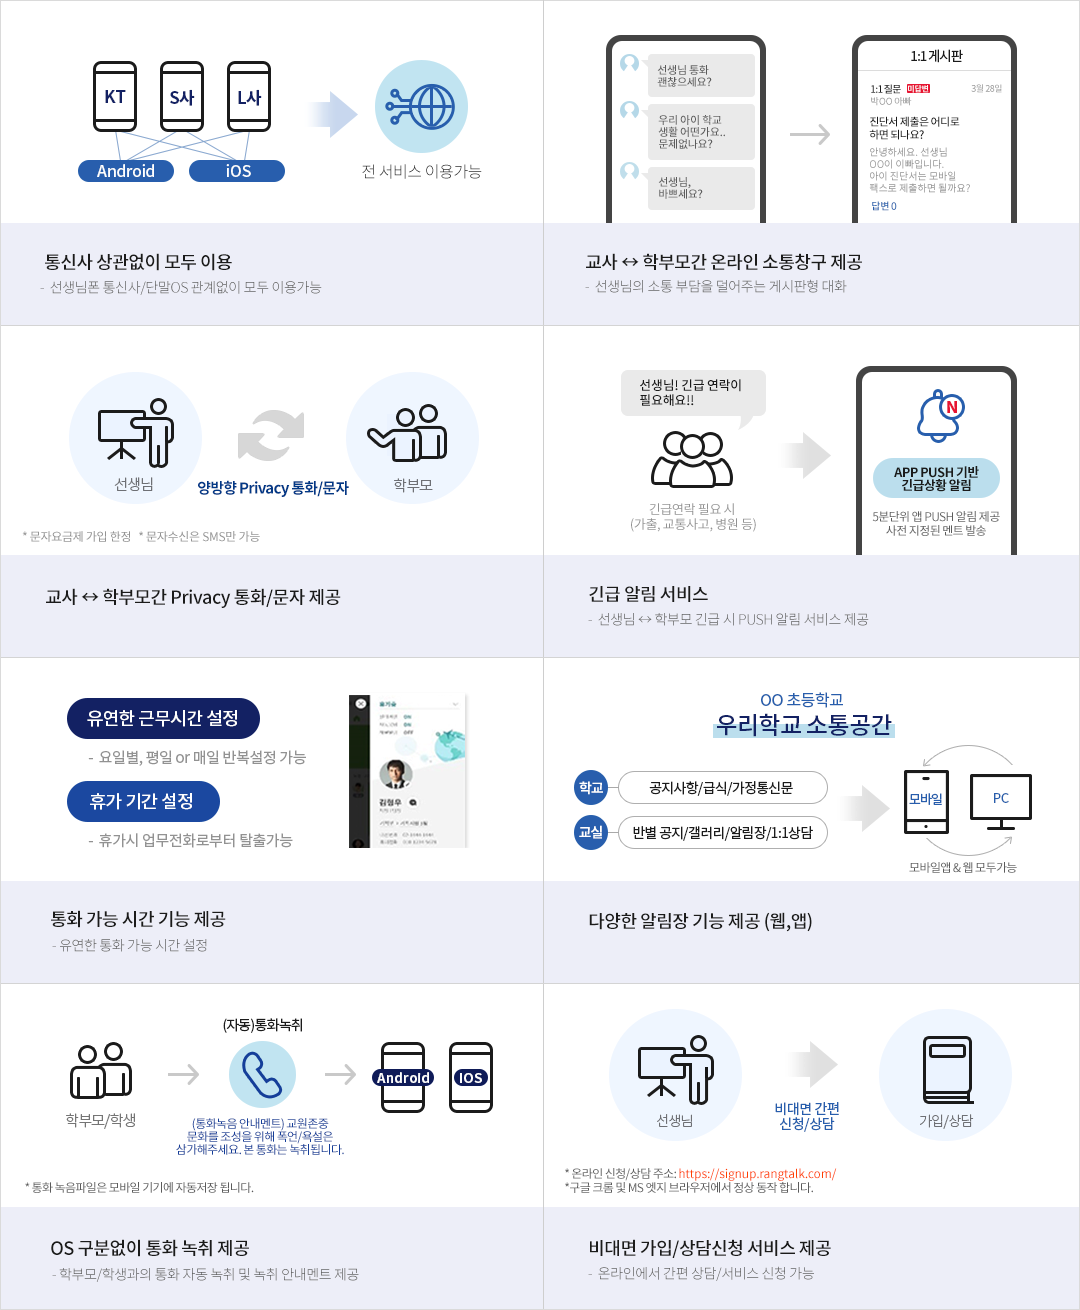 KT
S사
L사
Android
iOS
전 서비스 이용가능
통신사 상관없이 모두 이용
- 선생님폰 통신사/단말OS 관계없이 모두 이용가능
선생님 통화
괜찮으세요?
우리 아이 학교
생활 어떤가요..
문제없나요?
선생님,
바쁘세요?
1:1 게시판
1:1 질문 미답변 3월 28일
박OO 아빠
진단서 제출은 어디로
하면 되나요?
안녕하세요. 선생님
OO이 이빠입니다.
아이 진단서는 모바일
팩스로 제출하면 될까요?
답변 0
교사 ↔ 학부모간 온라인 소통창구 제공
- 선생님의 소통 부담을 덜어주는 게시판형 대화
선생님
양방향 Privacy 통화/문자
학부모
* 문자요금제 가입 한정 * 문자수신은 SMS만 가능
교사 ↔ 학부모간 Privacy 통화/문자 제공
선생님! 긴급 연락이
필요해요!!
긴급연락 필요 시
(가출, 교통사고, 병원 등)
N
APP PUSH 기반
긴급상황 알림
5분단위 앱 PUSH 알림 제공
사전 지정된 멘트 발송
긴급 알림 서비스
- 선생님 ↔ 학부모 긴급 시 PUSH 알림 서비스 제공
유연한 근무시간 설정
- 요일별, 평일 or 매일 반복설정 가능
휴가 기간 설정
- 휴가시 업무전화로부터 탈출가능
김형우
통화 가능 시간 기능 제공
- 유연한 통화 가능 시간 설정
OO 초등학교
우리학교 소통공간
학교
공지사항/급식/가정통신문
교실
반별 공지/갤러리/알림장/1:1상담
모바일
PC
모바일앱 & 웹 모두가능
다양한 알림장 기능 제공 (웹,앱)
학부모/학생
(자동)통화녹취
(통화녹음 안내멘트) 교원존중
문화를 조성을 위해 폭언/욕설은
삼가해주세요. 본 통화는 녹취됩니다.
Android
IOS
* 통화 녹음파일은 모바일 기기에 자동저장 됩니다.
OS 구분없이 통화 녹취 제공
- 학부모/학생과의 통화 자동 녹취 및 녹취 안내멘트 제공
선생님
비대면 간편
신청/상담
가입/상담
* 온라인 신청/상담 주소: https://signup.rangtalk.com/
*구글 크롬 및 MS 엣지 브라우저에서 정상 동작 합니다.
비대면 가입/상담신청 서비스 제공
- 온라인에서 간편 상담/서비스 신청 가능